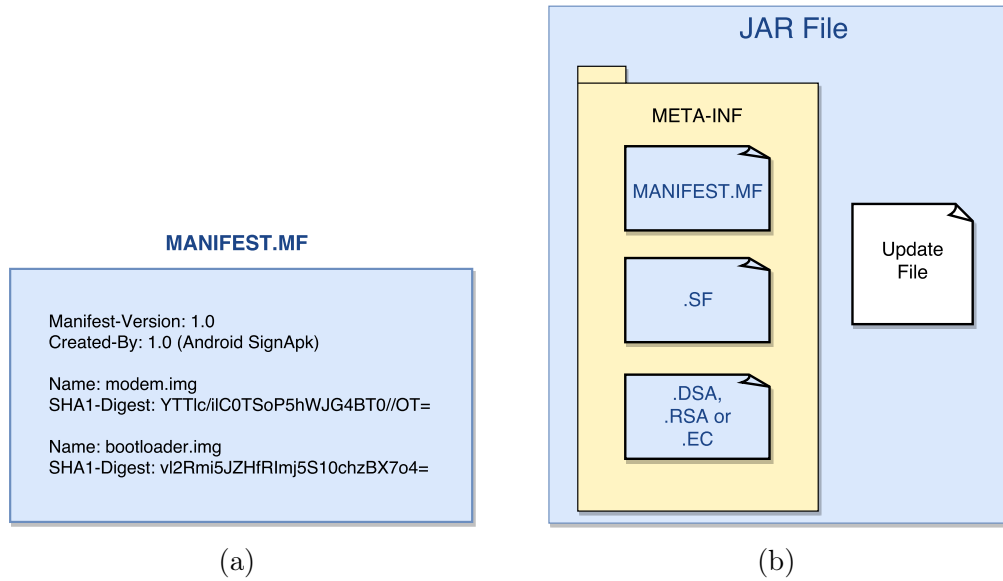 MANIFEST.MF
Manifest-Version: 1.0
Created-By: 1.0 (Android SignApk)
Name: modem.img
SHA1-Digest: YTTlc/ilC0TSoP5hWJG4BT0//OT=
Name: bootloader.img
SHA1-Digest: vl2Rmi5JZHfRImj5S10chzBX7o4=
(a)
JAR File
META-INF
MANIFEST.MF
.SF
.DSA,
.RSA or
.EC
Update
File
(b)